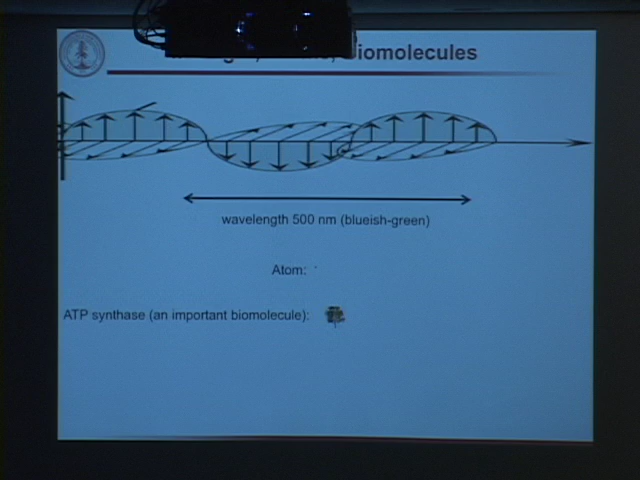 Biomolecules
wavelength 500 nm (blueish-green)
Atom:
ATP synthase (an important biomolecule):